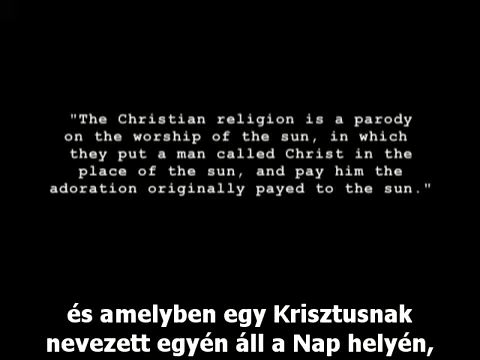 "The Christian religion is a parody
on the worship of the sun, in which
they put a man called Christ in the
place of the sun, and pay him the
adoration originally payed to the sun."
és amelyben egy Krisztusnak
nevezett egyén áll a Nap helyén,